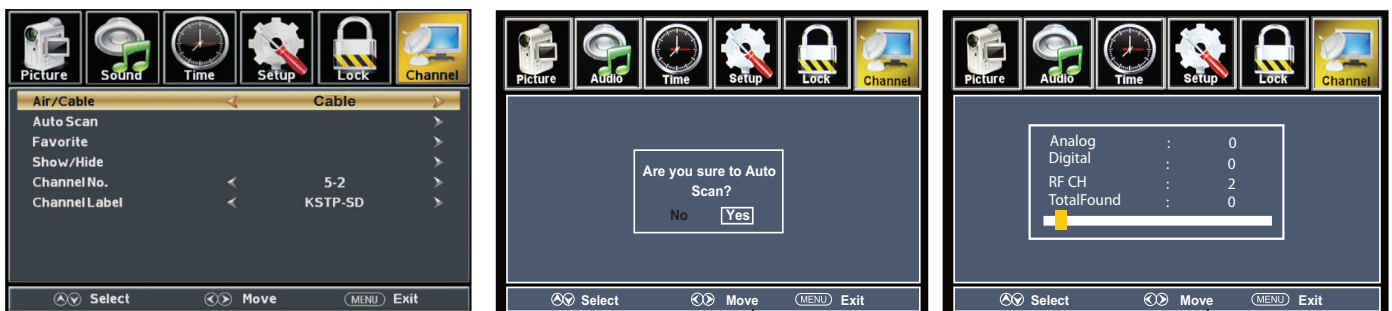 Picture Sound Time Setup Lock Channel
Air/Cable Cable
Auto Scan
Favorite
Show/Hide
Channel No. 5-2
Channel Label KSTP-SD
Select Move MENU Exit
Picture Audio Time Setup Lock Channel
Are you sure to Auto
Scan?
No Yes
Select Move MENU Exit
Picture Audio Time Setup Lock Channel
Analog : 0
Digital : 0
RF CH : 2
TotalFound : 0
Select Move MENU Exit